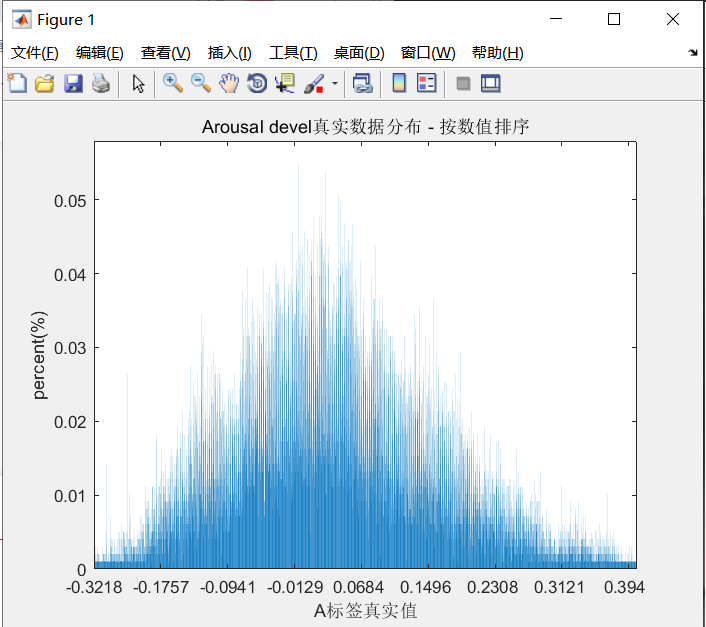 Figure 1
文件(F) 编辑(E) 查看(V) 插入(I) 工具(T) 桌面(D) 窗口(W) 帮助(H)
Arousal devel真实数据分布 - 按数值排序
0.05
0.04
0.03
0.02
0.01
0
percent(%)
-0.3218 -0.1757 -0.0941 -0.0129 0.0684 0.1496 0.2308 0.3121 0.394
A标签真实值